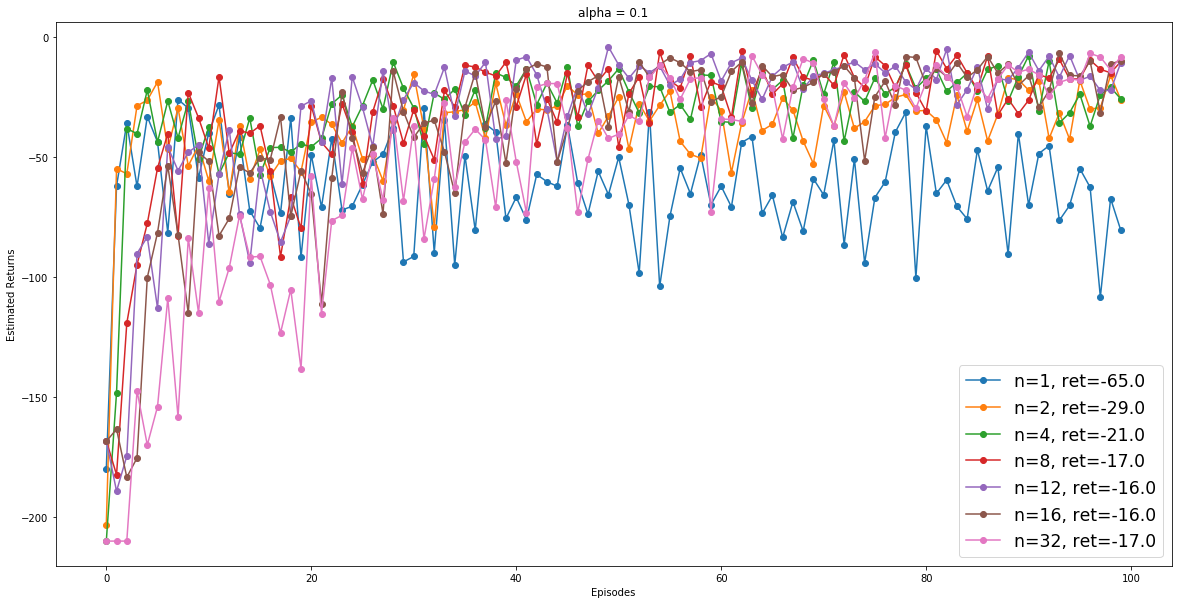 alpha = 0.1
Estimated Returns
0
−50
−100
−150
−200
n=1, ret=-65.0
n=2, ret=-29.0
n=4, ret=-21.0
n=8, ret=-17.0
n=12, ret=-16.0
n=16, ret=-16.0
n=32, ret=-17.0
0 20 40 60 80 100
Episodes